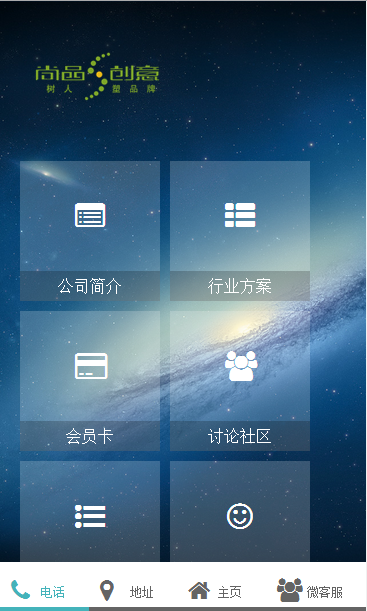 尚品创意
树人 塑品牌
公司简介 行业方案
会员卡 讨论社区
电话 地址 主页 微客服